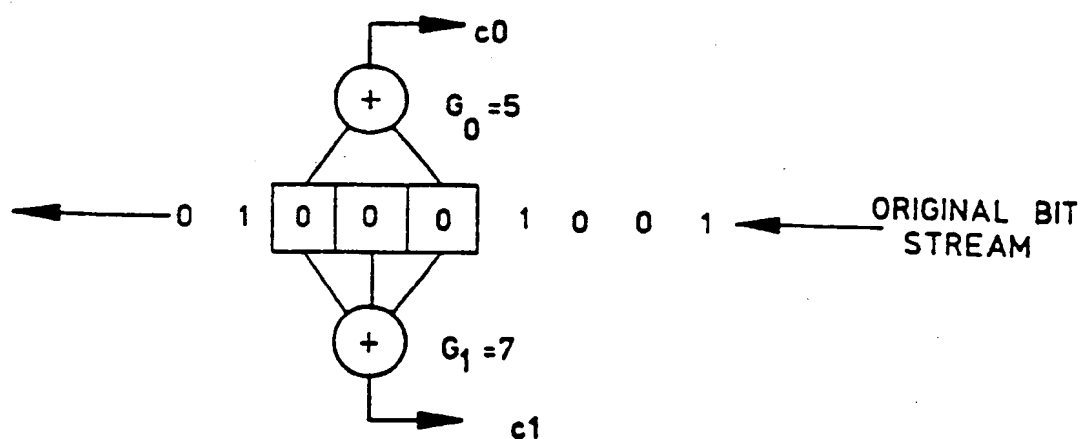 c0
G0 =5
0 1 0 0 0 1 0 0 1
ORIGINAL BIT
STREAM
G1 =7
c1
+
+